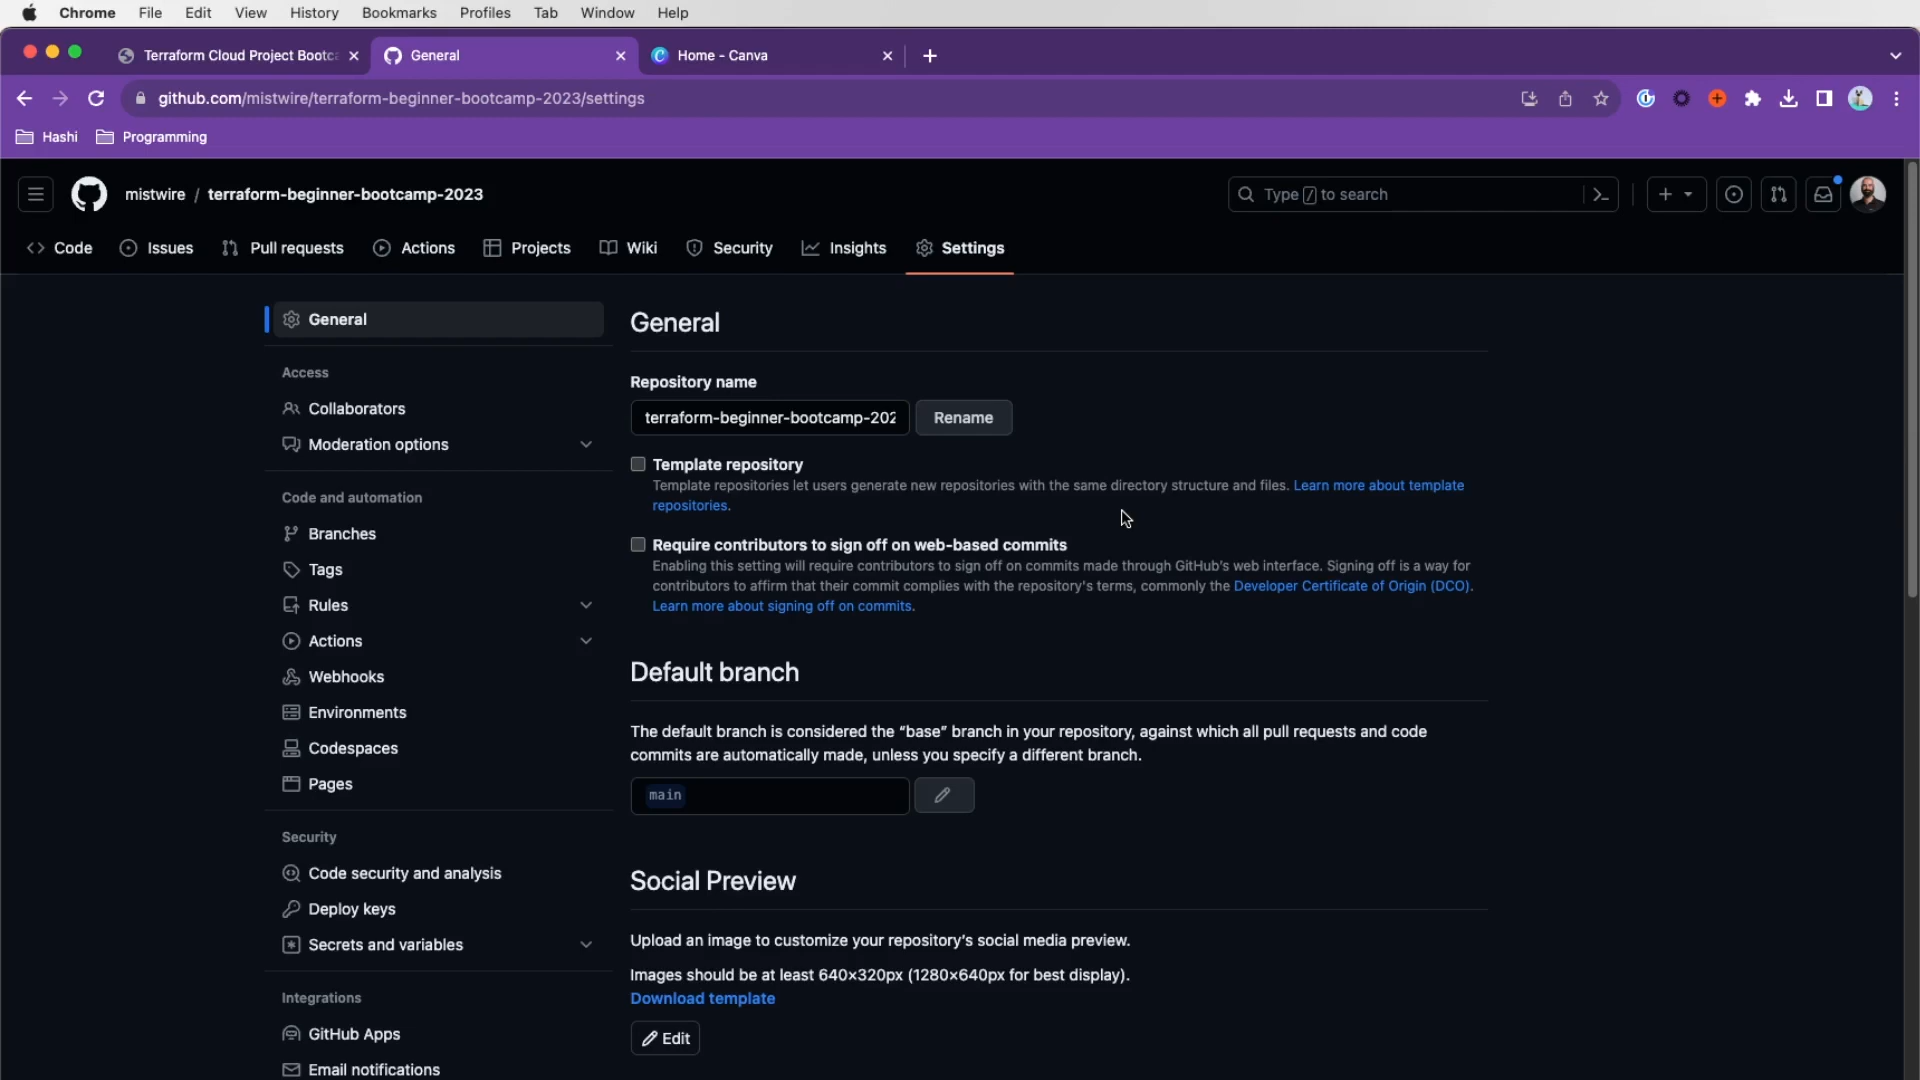 Chrome File Edit View History Bookmarks Profiles Tab Window Help
Terraform Cloud Project Bootc General Home - Canva
github.com/mistwire/terraform-beginner-bootcamp-2023/settings
Hashi Programming
mistwire / terraform-beginner-bootcamp-2023 Type / to search
Code Issues Pull requests Actions Projects Wiki Security Insights Settings
General
Access
Collaborators
Moderation options
Code and automation
Branches
Tags
Rules
Actions
Webhooks
Environments
Codespaces
Pages
Security
Code security and analysis
Deploy keys
Secrets and variables
Integrations
GitHub Apps
Email notifications
General
Repository name
terraform-beginner-bootcamp-202 Rename
Template repository
Template repositories let users generate new repositories with the same directory structure and files. Learn more about template
repositories.
Require contributors to sign off on web-based commits
Enabling this setting will require contributors to sign off on commits made through GitHub's web interface. Signing off is a way for
contributors to affirm that their commit complies with the repository's terms, commonly the Developer Certificate of Origin (DCO).
Learn more about signing off on commits.
Default branch
The default branch is considered the “base” branch in your repository, against which all pull requests and code
commits are automatically made, unless you specify a different branch.
main
Social Preview
Upload an image to customize your repository's social media preview.
Images should be at least 640×320px (1280×640px for best display).
Download template
Edit